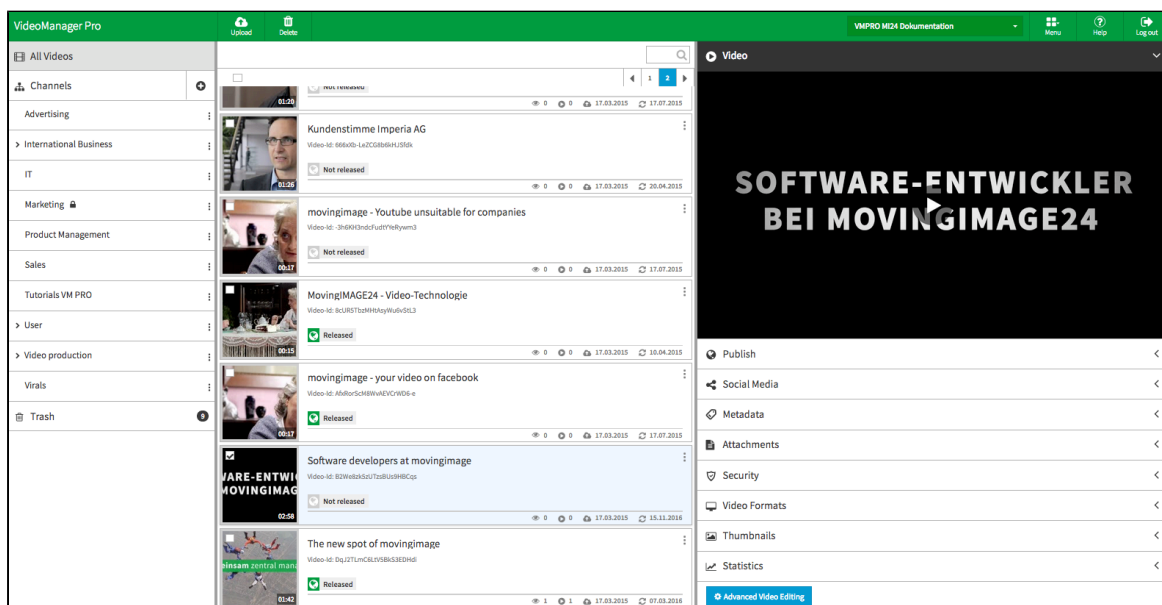 VideoManager Pro
Upload
Delete
VMPRO MI24 Dokumentation
Menu
Help
Log out
All Videos
Channels
Advertising
International Business
IT
Marketing
Product Management
Sales
Tutorials VM PRO
User
Video production
Virals
Trash
9
1
2
Not released
01:20
0 0 17.03.2015 17.07.2015
Kundenstimme Imperia AG
Not released
01:26
0 0 17.03.2015 20.04.2015
movingimage - Youtube unsuitable for companies
Not released
00:17
0 0 17.03.2015 17.07.2015
MovingIMAGE24 - Video-Technologie
Released
00:15
0 0 17.03.2015 10.04.2015
movingimage - your video on facebook
Released
00:17
0 0 17.03.2015 17.07.2015
WARE-ENTWI
MOVINGIMAG
Software developers at movingimage
Not released
02:58
0 0 17.03.2015 15.11.2016
einsam zentral mana
The new spot of movingimage
Released
01:42
1 1 17.03.2015 07.03.2016
Video
SOFTWARE-ENTWICKLER
BEI MOVINGIMAGE24
Publish
Social Media
Metadata
Attachments
Security
Video Formats
Thumbnails
Statistics
Advanced Video Editing